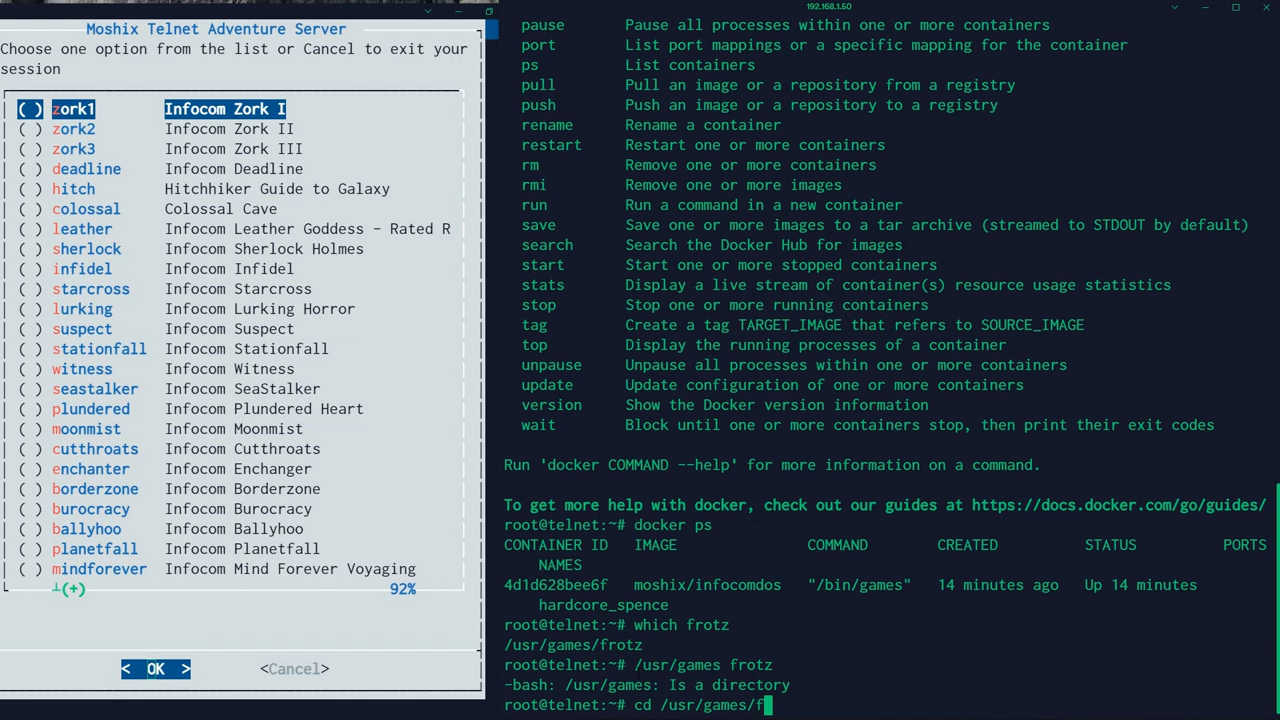 Moshix Telnet Adventure Server
Choose one option from the list or Cancel to exit your
session
( ) zork1 Infocom Zork I
( ) zork2 Infocom Zork II
( ) zork3 Infocom Zork III
( ) deadline Infocom Deadline
( ) hitch Hitchhiker Guide to Galaxy
( ) colossal Colossal Cave
( ) leather Infocom Leather Goddess - Rated R
( ) sherlock Infocom Sherlock Holmes
( ) infidel Infocom Infidel
( ) starcross Infocom Starcross
( ) lurking Infocom Lurking Horror
( ) suspect Infocom Suspect
( ) stationfall Infocom Stationfall
( ) witness Infocom Witness
( ) seastalker Infocom SeaStalker
( ) plundered Infocom Plundered Heart
( ) moonmist Infocom Moonmist
( ) cutthroats Infocom Cutthroats
( ) enchanter Infocom Enchanger
( ) borderzone Infocom Borderzone
( ) burocracy Infocom Burocracy
( ) ballyhoo Infocom Ballyhoo
( ) planetfall Infocom Planetfall
( ) mindforever Infocom Mind Forever Voyaging
┴(+) 92%
< OK > <Cancel>
192.168.1.50
pause Pause all processes within one or more containers
port List port mappings or a specific mapping for the container
ps List containers
pull Pull an image or a repository from a registry
push Push an image or a repository to a registry
rename Rename a container
restart Restart one or more containers
rm Remove one or more containers
rmi Remove one or more images
run Run a command in a new container
save Save one or more images to a tar archive (streamed to STDOUT by default)
search Search the Docker Hub for images
start Start one or more stopped containers
stats Display a live stream of container(s) resource usage statistics
stop Stop one or more running containers
tag Create a tag TARGET_IMAGE that refers to SOURCE_IMAGE
top Display the running processes of a container
unpause Unpause all processes within one or more containers
update Update configuration of one or more containers
version Show the Docker version information
wait Block until one or more containers stop, then print their exit codes
Run 'docker COMMAND --help' for more information on a command.
To get more help with docker, check out our guides at https://docs.docker.com/go/guides/
root@telnet:~# docker ps
CONTAINER ID IMAGE COMMAND CREATED STATUS PORTS
NAMES
4d1d628bee6f moshix/infocomdos "/bin/games" 14 minutes ago Up 14 minutes
hardcore_spence
root@telnet:~# which frotz
/usr/games/frotz
root@telnet:~# /usr/games frotz
-bash: /usr/games: Is a directory
root@telnet:~# cd /usr/games/f